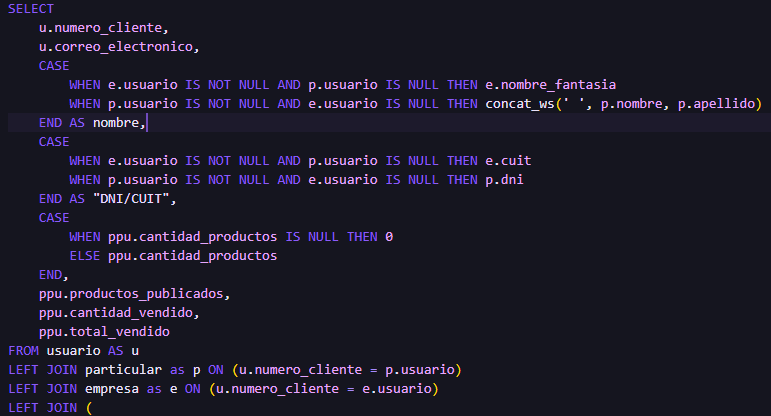 SELECT
    u.numero_cliente,
    u.correo_electronico,
    CASE
        WHEN e.usuario IS NOT NULL AND p.usuario IS NULL THEN e.nombre_fantasia
        WHEN p.usuario IS NOT NULL AND e.usuario IS NULL THEN concat_ws(' ', p.nombre, p.apellido)
    END AS nombre,
    CASE
        WHEN e.usuario IS NOT NULL AND p.usuario IS NULL THEN e.cuit
        WHEN p.usuario IS NOT NULL AND e.usuario IS NULL THEN p.dni
    END AS "DNI/CUIT",
    CASE
        WHEN ppu.cantidad_productos IS NULL THEN 0
        ELSE ppu.cantidad_productos
    END,
    ppu.productos_publicados,
    ppu.cantidad_vendido,
    ppu.total_vendido
FROM usuario AS u
LEFT JOIN particular as p ON (u.numero_cliente = p.usuario)
LEFT JOIN empresa as e ON (u.numero_cliente = e.usuario)
LEFT JOIN (